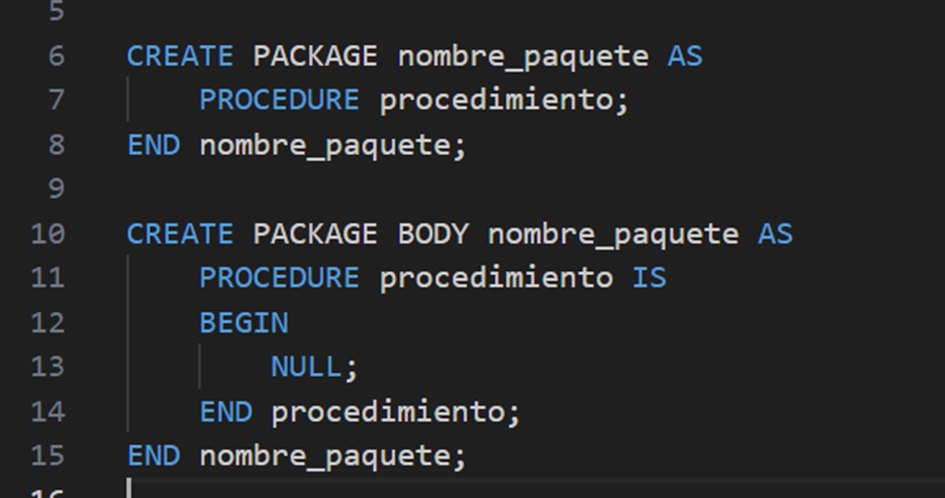 5
6 CREATE PACKAGE nombre_paquete AS
7 PROCEDURE procedimiento;
8 END nombre_paquete;
9
10 CREATE PACKAGE BODY nombre_paquete AS
11 PROCEDURE procedimiento IS
12 BEGIN
13 NULL;
14 END procedimiento;
15 END nombre_paquete;
16